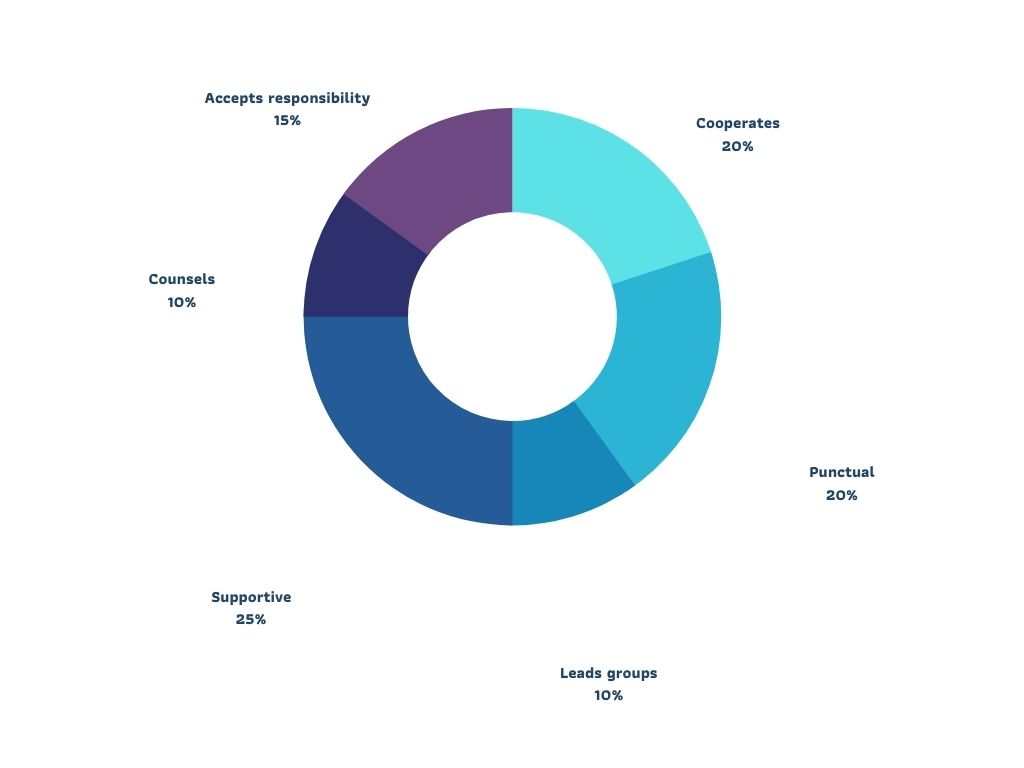 Accepts responsibility
15%
Cooperates
20%
Counsels
10%
Punctual
20%
Supportive
25%
Leads groups
10%